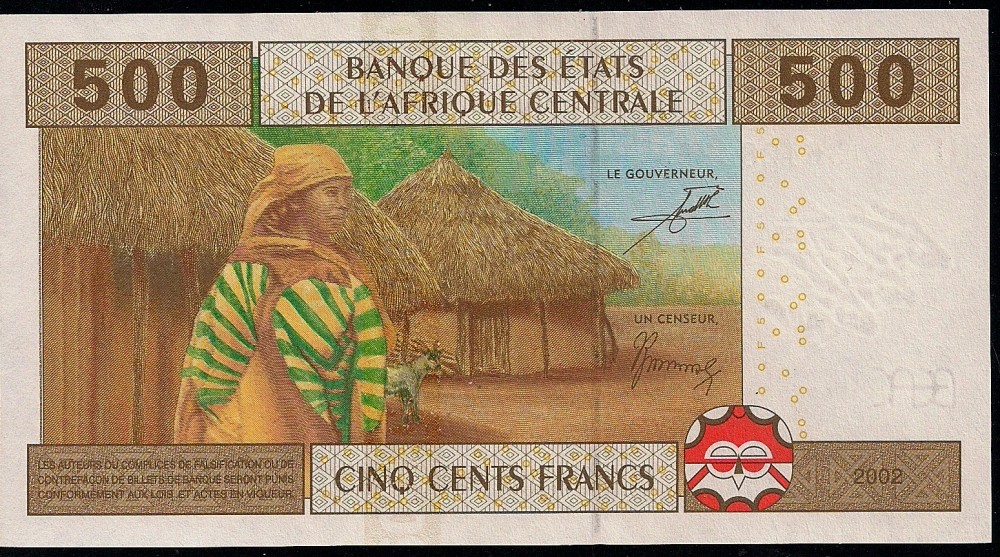 500
BANQUE DES ÉTATS
DE L'AFRIQUE CENTRALE
500
LE GOUVERNEUR,
UN CENSEUR,
LES AUTEURS OU COMPLICES DE FALSIFICATION OU DE
CONTREFAÇON DE BILLETS DE BANQUE SERONT PUNIS
CONFORMÉMENT AUX LOIS ET ACTES EN VIGUEUR.
CINQ CENTS FRANCS
2002